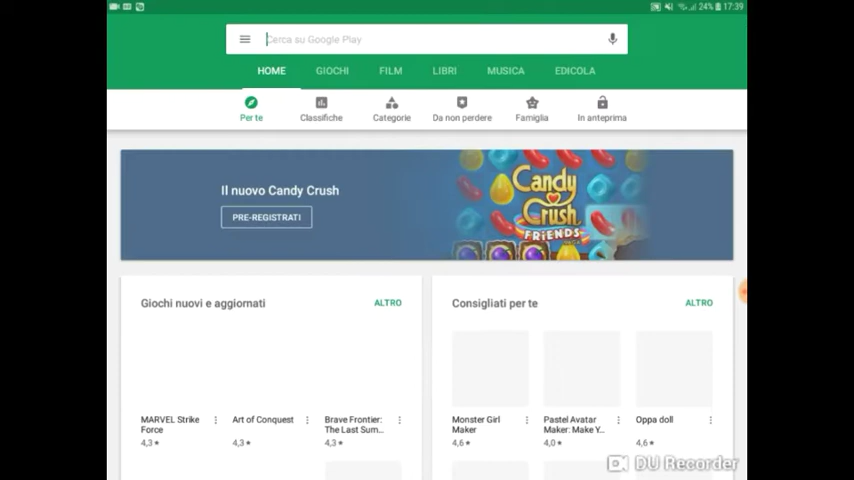 24% 17:39
Cerca su Google Play
HOME GIOCHI FILM LIBRI MUSICA EDICOLA
Per te Classifiche Categorie Da non perdere Famiglia In anteprima
Il nuovo Candy Crush
PRE-REGISTRATI
Candy
Crush
FRIENDS
Giochi nuovi e aggiornati ALTRO
MARVEL Strike
Force
4,3★
Art of Conquest
4,3★
Brave Frontier:
The Last Sum...
4,3★
Consigliati per te ALTRO
Monster Girl
Maker
4,6★
Pastel Avatar
Maker: Make Y...
4,0★
Oppa doll
4,6★
DU Recorder